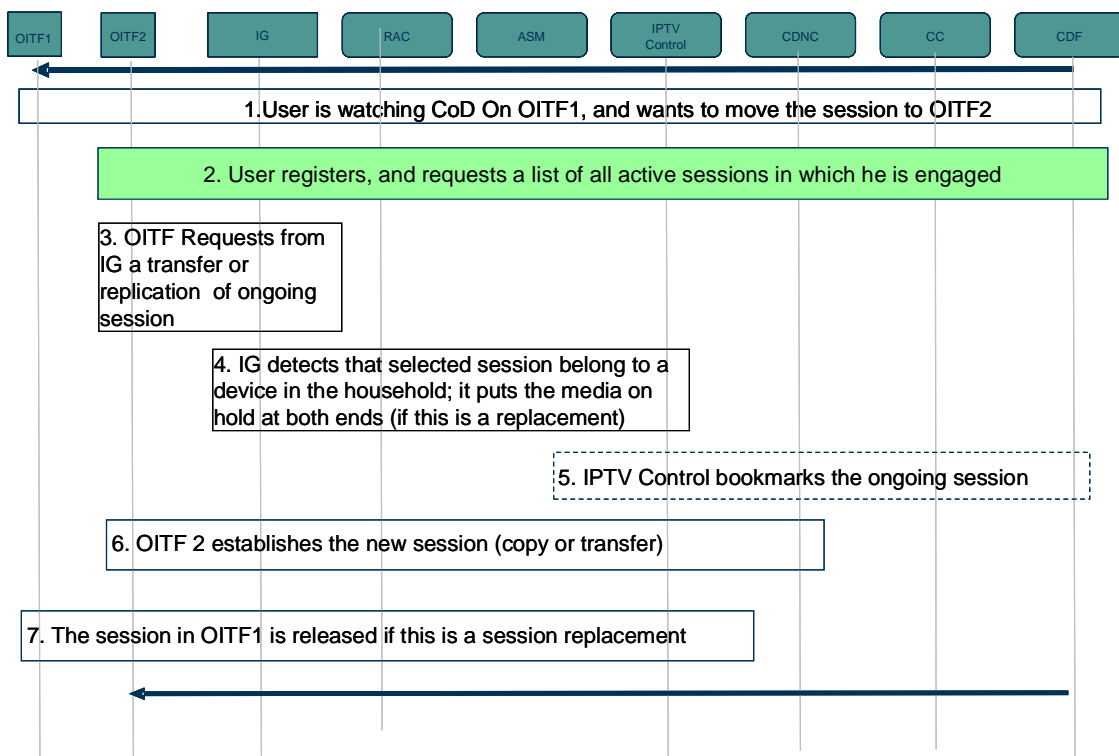 OITF1
OITF2
IG
RAC
ASM
IPTV
Control
CDNC
CC
CDF
1.User is watching CoD On OITF1, and wants to move the session to OITF2
2. User registers, and requests a list of all active sessions in which he is engaged
3. OITF Requests from
IG a transfer or
replication of ongoing
session
4. IG detects that selected session belong to a
device in the household; it puts the media on
hold at both ends (if this is a replacement)
5. IPTV Control bookmarks the ongoing session
6. OITF 2 establishes the new session (copy or transfer)
7. The session in OITF1 is released if this is a session replacement